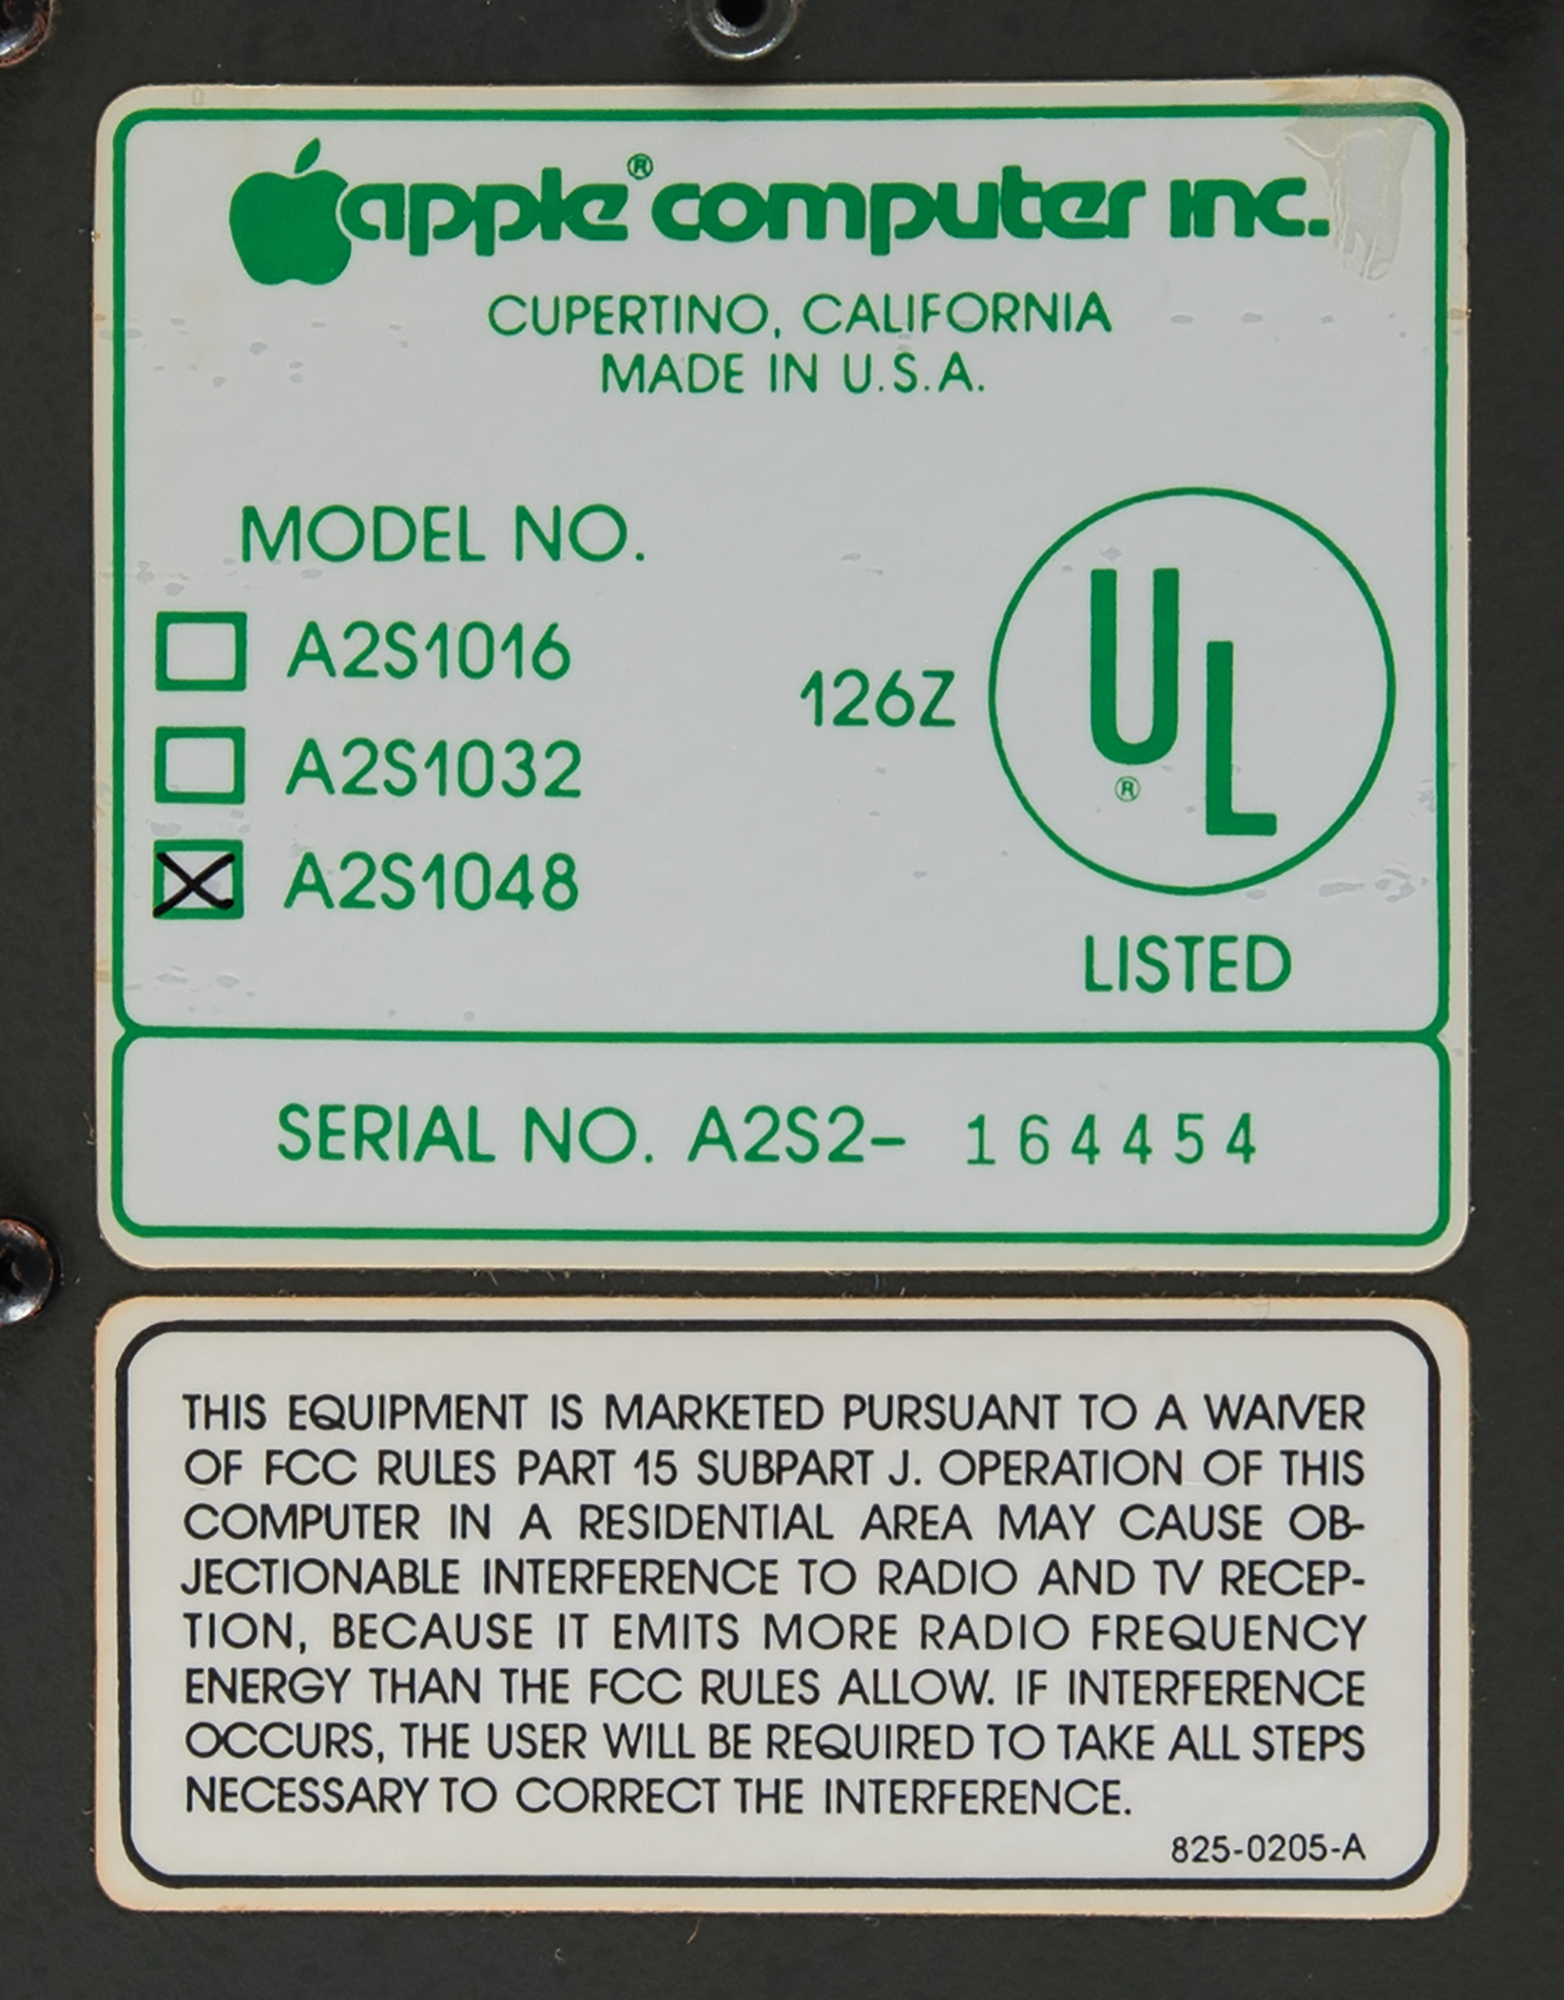 apple® computer inc.
CUPERTINO, CALIFORNIA
MADE IN U.S.A.
MODEL NO.
A2S1016
A2S1032
A2S1048
126Z
UL
®
LISTED
SERIAL NO. A2S2- 164454
THIS EQUIPMENT IS MARKETED PURSUANT TO A WAIVER
OF FCC RULES PART 15 SUBPART J. OPERATION OF THIS
COMPUTER IN A RESIDENTIAL AREA MAY CAUSE OB-
JECTIONABLE INTERFERENCE TO RADIO AND TV RECEP-
TION, BECAUSE IT EMITS MORE RADIO FREQUENCY
ENERGY THAN THE FCC RULES ALLOW. IF INTERFERENCE
OCCURS, THE USER WILL BE REQUIRED TO TAKE ALL STEPS
NECESSARY TO CORRECT THE INTERFERENCE.
825-0205-A